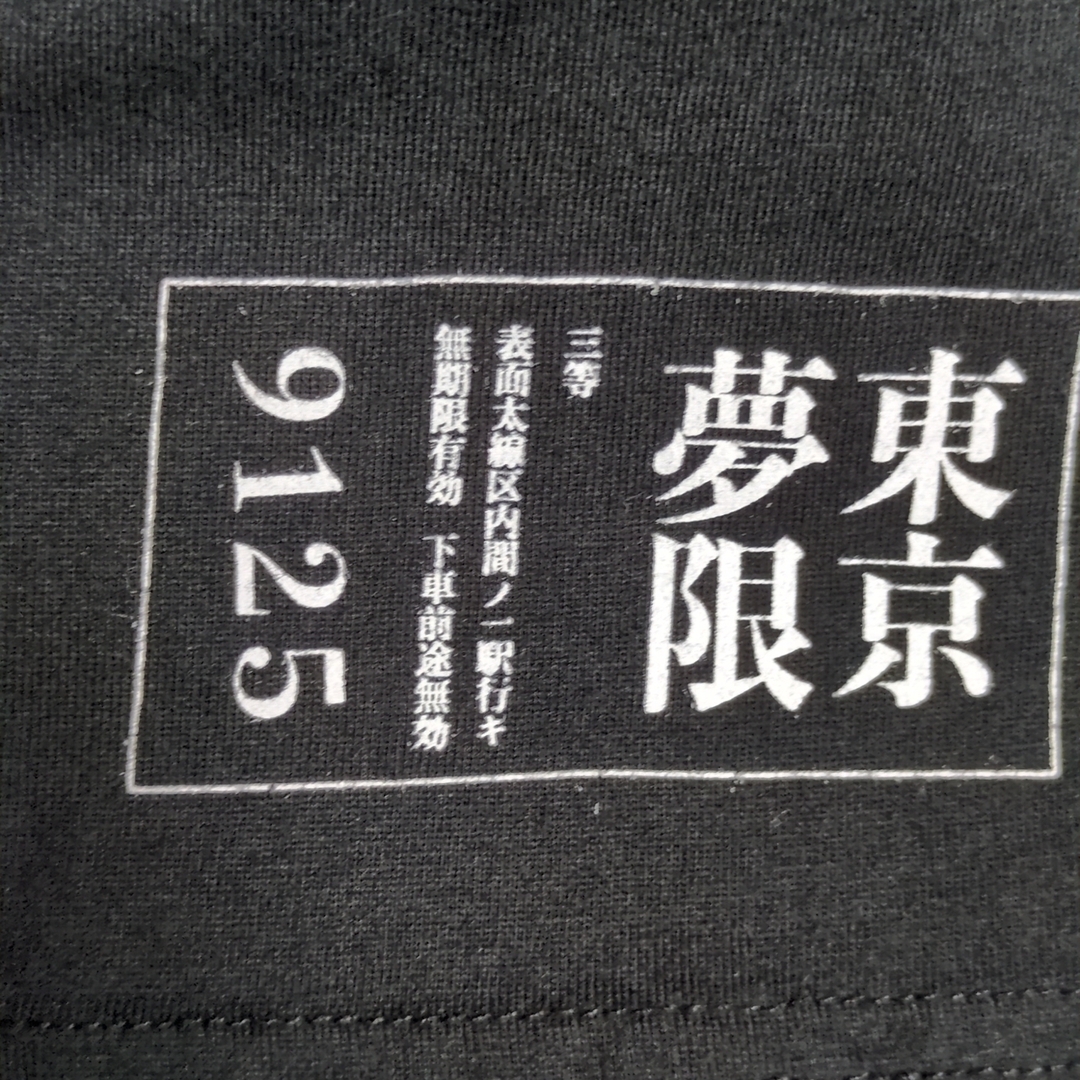 東京
夢限
三等
表面太線区内間ノ一駅行キ
無期限有効 下車前途無効
9125